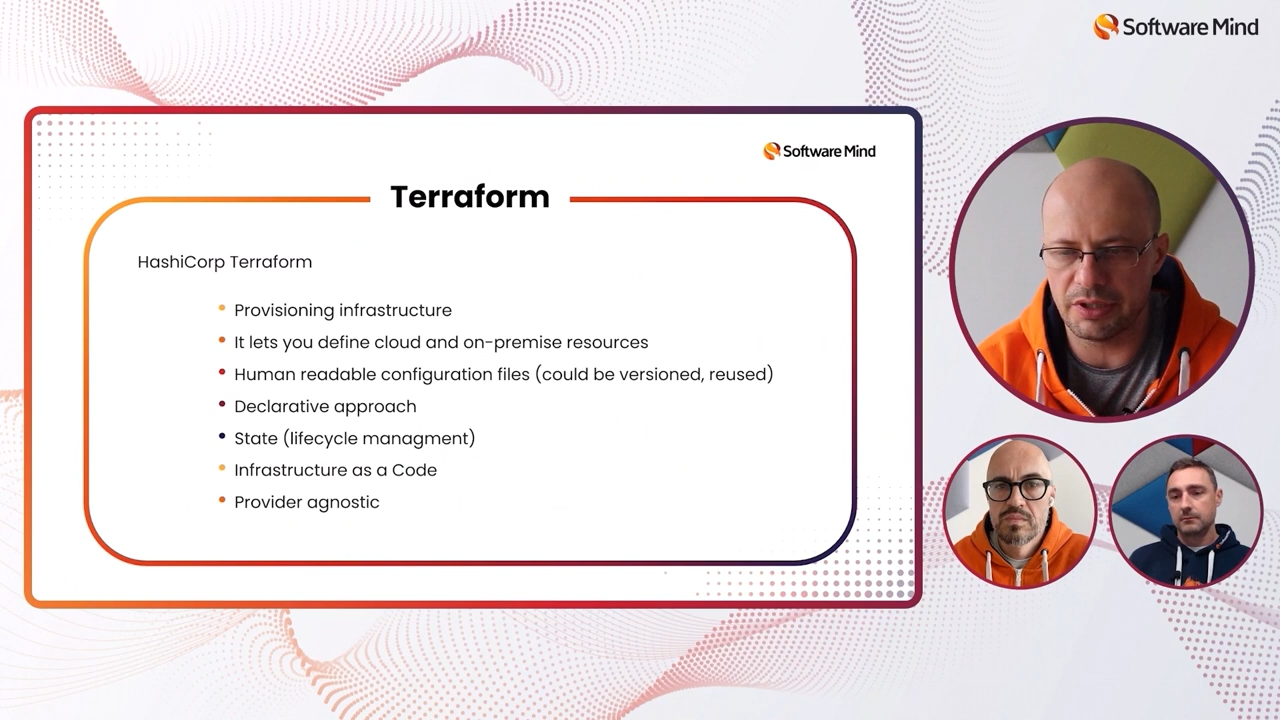 Software Mind
Software Mind
Terraform
HashiCorp Terraform
Provisioning infrastructure
It lets you define cloud and on-premise resources
Human readable configuration files (could be versioned, reused)
Declarative approach
State (lifecycle managment)
Infrastructure as a Code
Provider agnostic